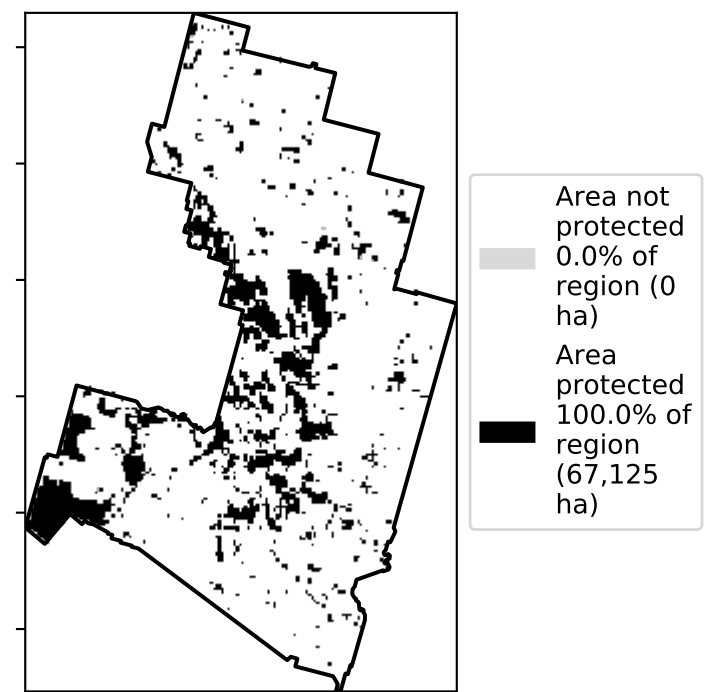 Area not
protected
0.0% of
region (0
ha)
Area
protected
100.0% of
region
(67,125
ha)